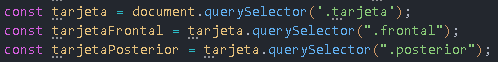 const tarjeta = document.querySelector('.tarjeta');
const tarjetaFrontal = tarjeta.querySelector(".frontal");
const tarjetaPosterior = tarjeta.querySelector(".posterior");